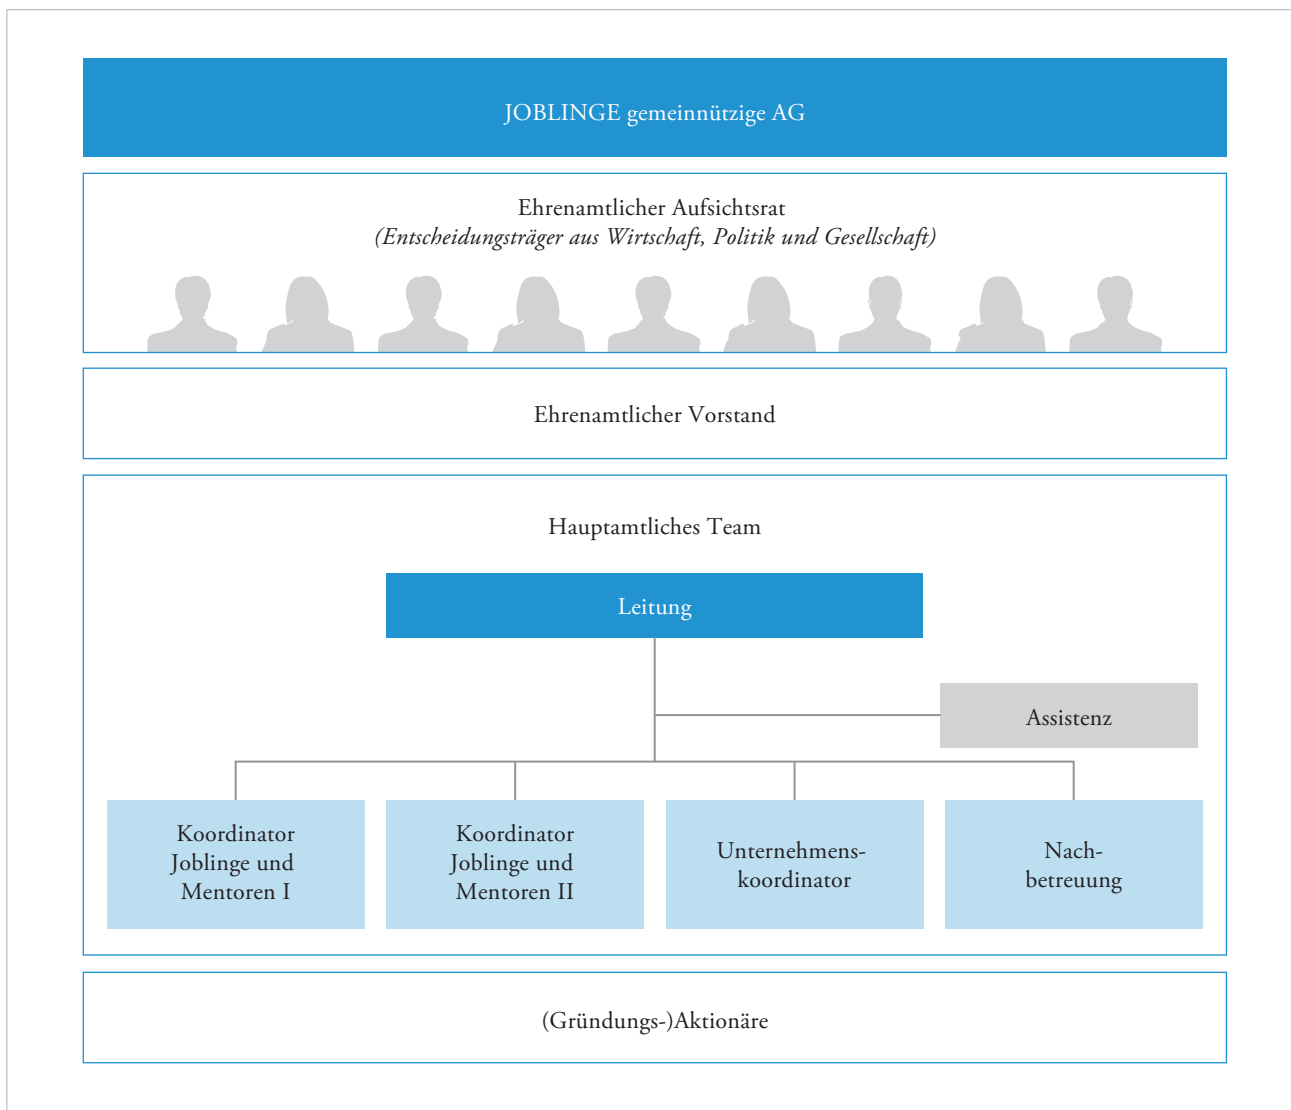 JOBLINGE gemeinnützige AG
Ehrenamtlicher Aufsichtsrat
(Entscheidungsträger aus Wirtschaft, Politik und Gesellschaft)
Ehrenamtlicher Vorstand
Hauptamtliches Team
Leitung
Assistenz
Koordinator
Joblinge und
Mentoren I
Koordinator
Joblinge und
Mentoren II
Unternehmens-
koordinator
Nach-
betreuung
(Gründungs-)Aktionäre